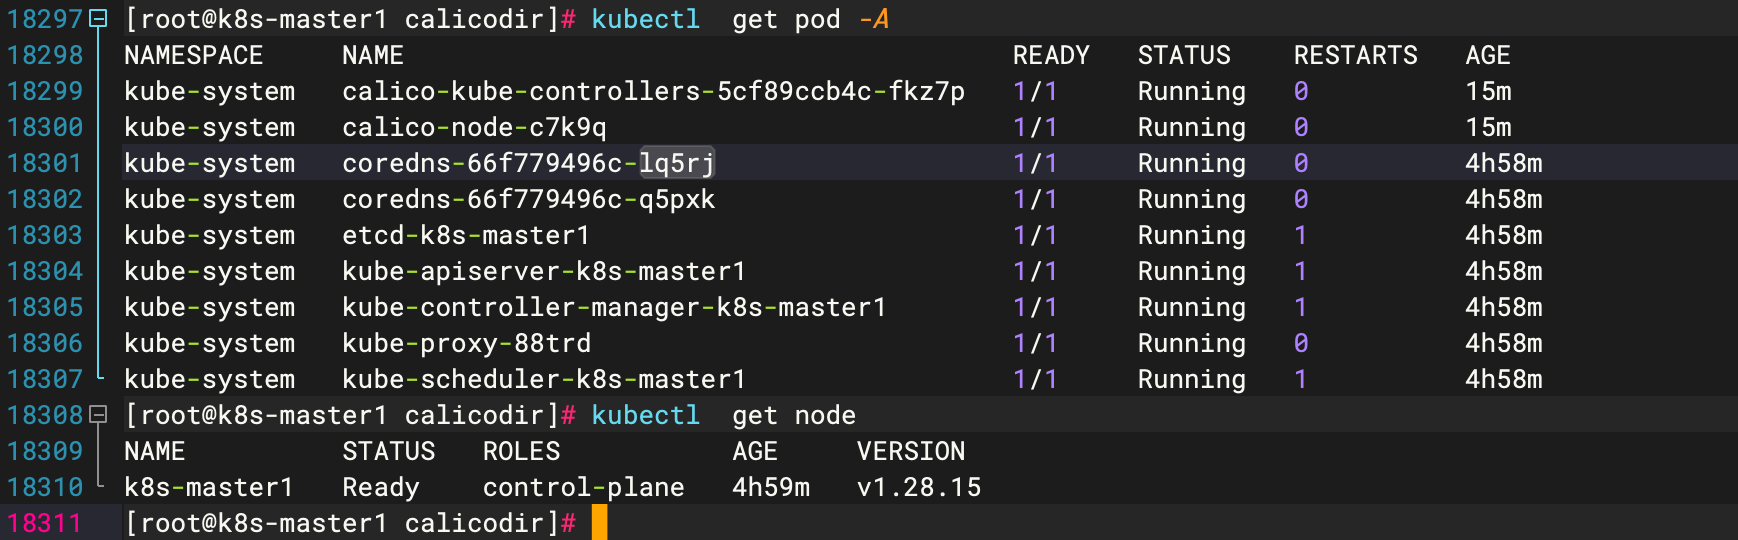 18297 [root@k8s-master1 calicodir]# kubectl  get pod -A
18298 NAMESPACE     NAME                                       READY   STATUS    RESTARTS   AGE
18299 kube-system   calico-kube-controllers-5cf89ccb4c-fkz7p   1/1     Running   0          15m
18300 kube-system   calico-node-c7k9q                          1/1     Running   0          15m
18301 kube-system   coredns-66f779496c-lq5rj                   1/1     Running   0          4h58m
18302 kube-system   coredns-66f779496c-q5pxk                   1/1     Running   0          4h58m
18303 kube-system   etcd-k8s-master1                           1/1     Running   1          4h58m
18304 kube-system   kube-apiserver-k8s-master1                 1/1     Running   1          4h58m
18305 kube-system   kube-controller-manager-k8s-master1        1/1     Running   1          4h58m
18306 kube-system   kube-proxy-88trd                           1/1     Running   0          4h58m
18307 kube-system   kube-scheduler-k8s-master1                 1/1     Running   1          4h58m
18308 [root@k8s-master1 calicodir]# kubectl  get node
18309 NAME          STATUS   ROLES           AGE     VERSION
18310 k8s-master1   Ready    control-plane   4h59m   v1.28.15
18311 [root@k8s-master1 calicodir]#